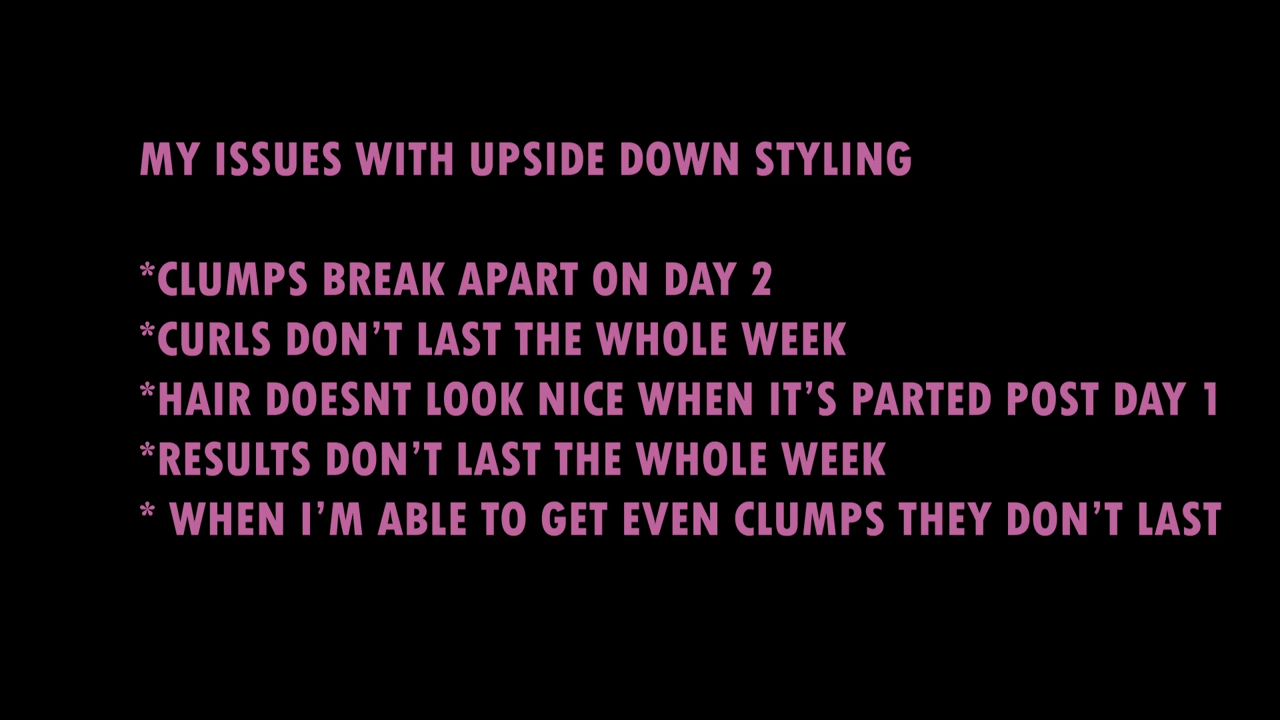 MY ISSUES WITH UPSIDE DOWN STYLING
*CLUMPS BREAK APART ON DAY 2
*CURLS DON’T LAST THE WHOLE WEEK
*HAIR DOESNT LOOK NICE WHEN IT’S PARTED POST DAY 1
*RESULTS DON’T LAST THE WHOLE WEEK
* WHEN I’M ABLE TO GET EVEN CLUMPS THEY DON’T LAST